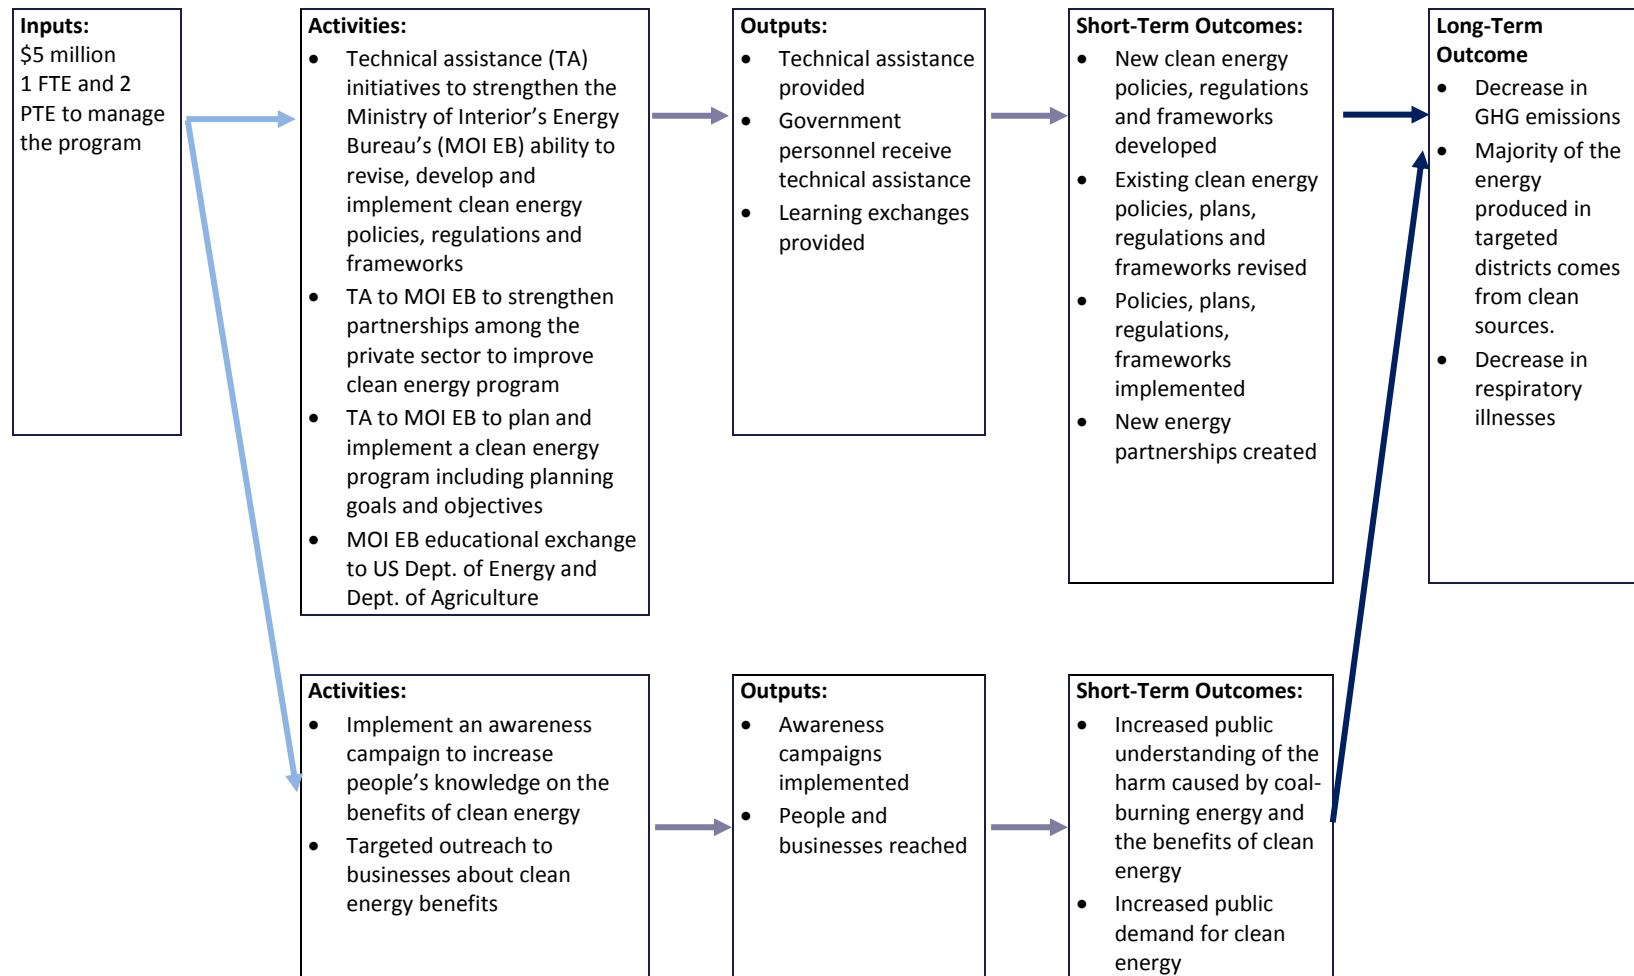 Inputs:
$5 million
1 FTE and 2
PTE to manage
the program
Activities:
• Technical assistance (TA)
initiatives to strengthen the
Ministry of Interior’s Energy
Bureau’s (MOI EB) ability to
revise, develop and
implement clean energy
policies, regulations and
frameworks
• TA to MOI EB to strengthen
partnerships among the
private sector to improve
clean energy program
• TA to MOI EB to plan and
implement a clean energy
program including planning
goals and objectives
• MOI EB educational exchange
to US Dept. of Energy and
Dept. of Agriculture
Outputs:
• Technical assistance
provided
• Government
personnel receive
technical assistance
• Learning exchanges
provided
Short-Term Outcomes:
• New clean energy
policies, regulations
and frameworks
developed
• Existing clean energy
policies, plans,
regulations and
frameworks revised
• Policies, plans,
regulations,
frameworks
implemented
• New energy
partnerships created
Long-Term
Outcome
• Decrease in
GHG emissions
• Majority of the
energy
produced in
targeted
districts comes
from clean
sources.
• Decrease in
respiratory
illnesses
Activities:
• Implement an awareness
campaign to increase
people’s knowledge on the
benefits of clean energy
• Targeted outreach to
businesses about clean
energy benefits
Outputs:
• Awareness
campaigns
implemented
• People and
businesses reached
Short-Term Outcomes:
• Increased public
understanding of the
harm caused by coal-
burning energy and
the benefits of clean
energy
• Increased public
demand for clean
energy